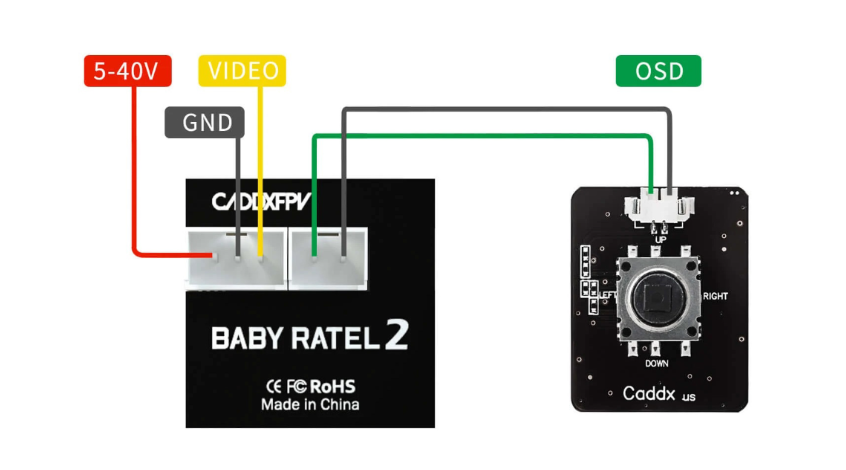 5-40V
VIDEO
OSD
GND
CADDXFPV
UP
LEFT
RIGHT
BABY RATEL 2
DOWN
CE FC RoHS
Made in China
Caddx us